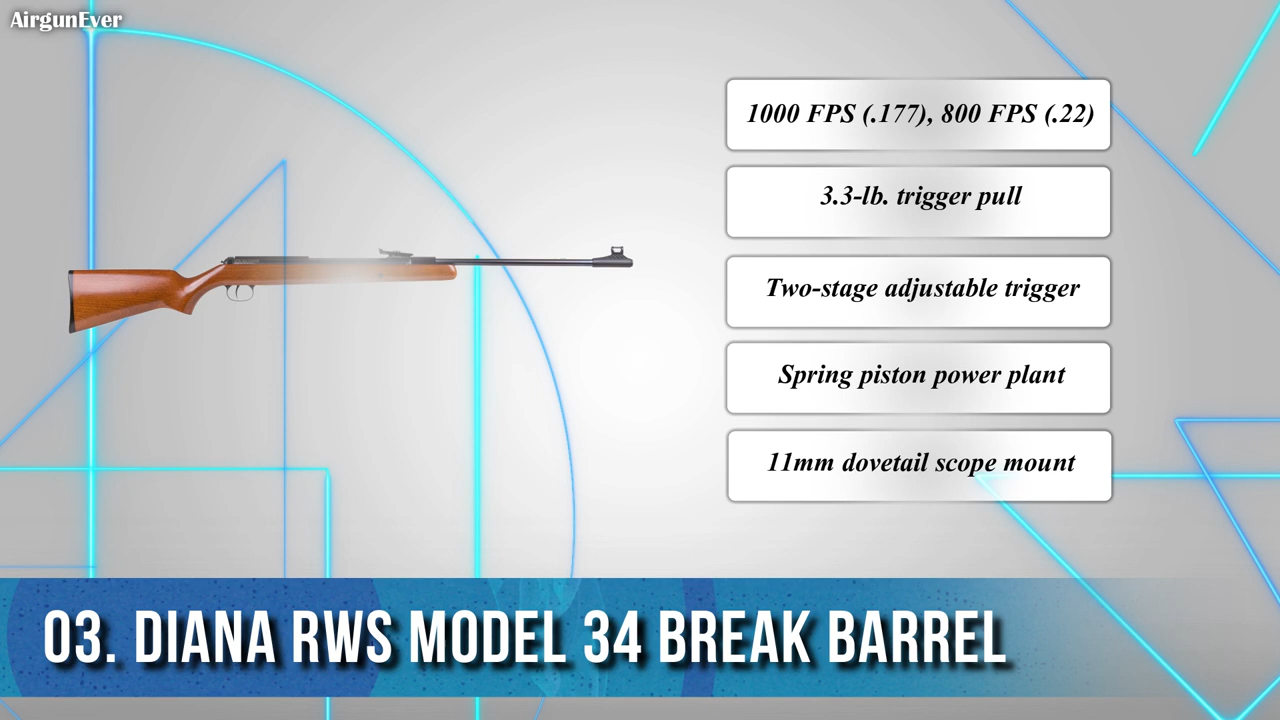 AirgunEver
1000 FPS (.177), 800 FPS (.22)
3.3-lb. trigger pull
Two-stage adjustable trigger
Spring piston power plant
11mm dovetail scope mount
03. DIANA RWS MODEL 34 BREAK BARREL